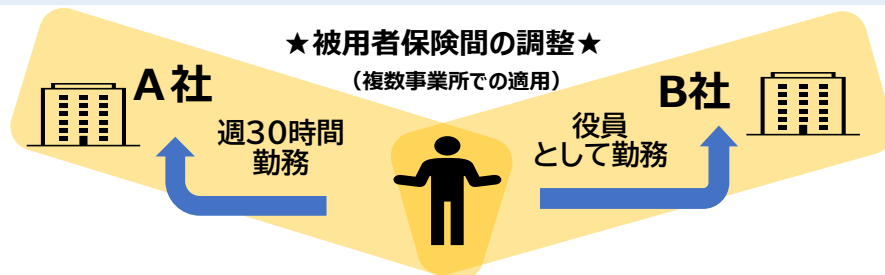 ★被用者保険間の調整★
(複数事業所での適用)
A社
週30時間
勤務
B社
役員
として勤務